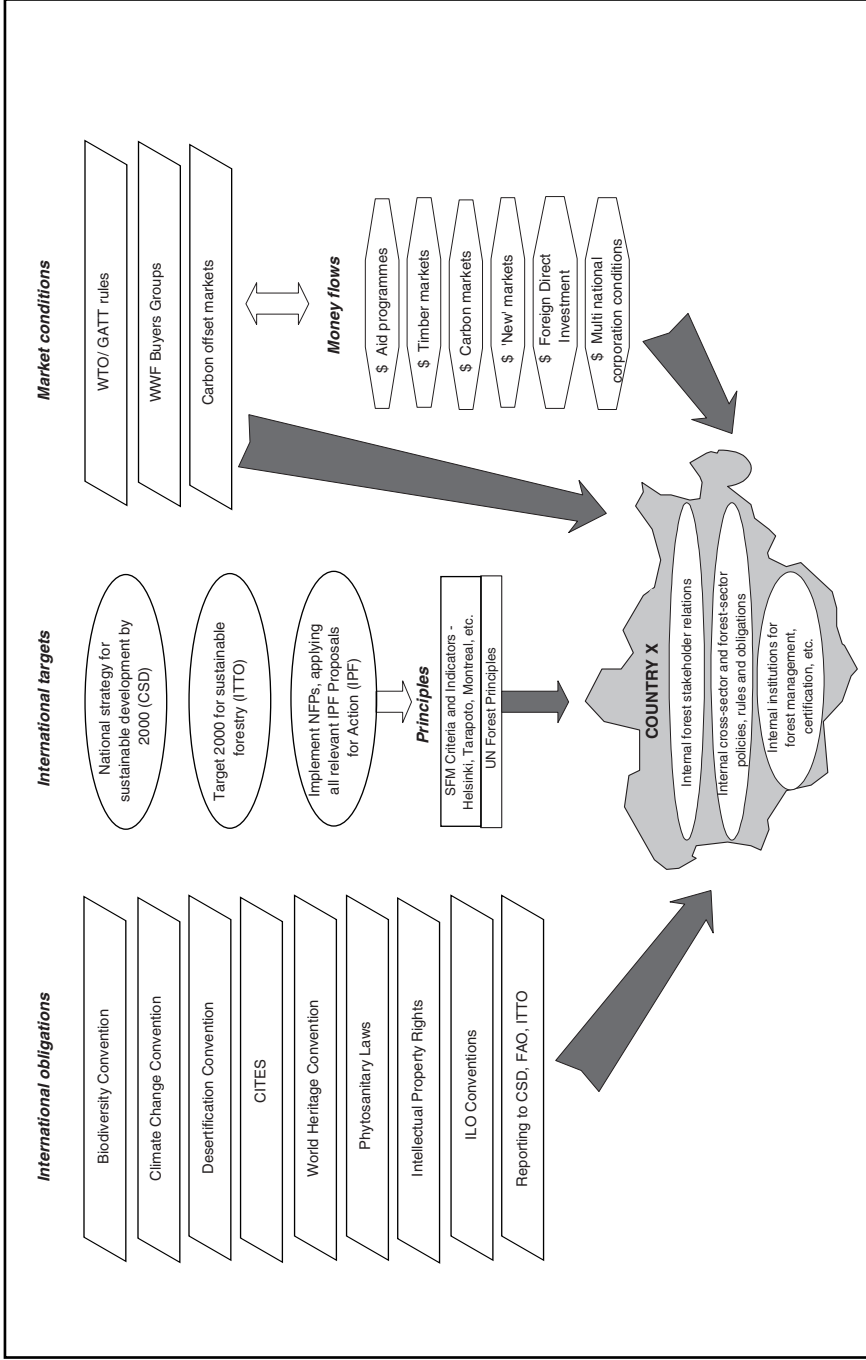 International obligations
Biodiversity Convention
Climate Change Convention
Desertification Convention
CITES
World Heritage Convention
Phytosanitary Laws
Intellectual Property Rights
ILO Conventions
Reporting to CSD, FAO, ITTO
International targets
National strategy for
sustainable development by
2000 (CSD)
Target 2000 for sustainable
forestry (ITTO)
Implement NFPs, applying
all relevant IPF Proposals
for Action (IPF)
Principles
SFM Criteria and Indicators -
Helsinki, Tarapoto, Montreal, etc.
UN Forest Principles
Market conditions
WTO/ GATT rules
WWF Buyers Groups
Carbon offset markets
Money flows
$ Aid programmes
$ Timber markets
$ Carbon markets
$ 'New' markets
$ Foreign Direct
Investment
$ Multi national
corporation conditions
COUNTRY X
Internal forest stakeholder relations
Internal cross-sector and forest-sector
policies, rules and obligations
Internal institutions for
forest management,
certification, etc.